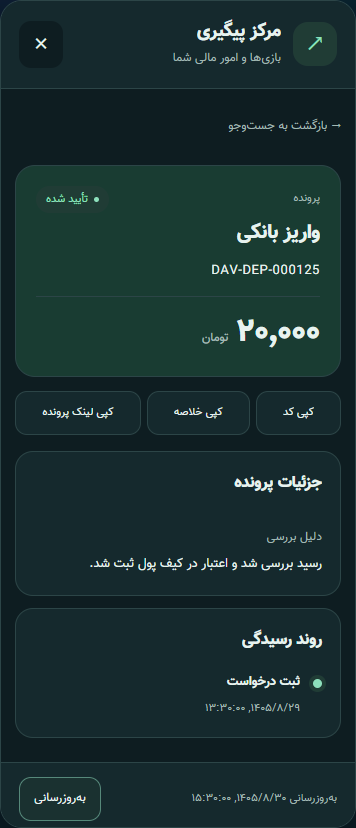 مرکز پیگیری
بازی‌ها و امور مالی شما
→ بازگشت به جست‌وجو
پرونده
تأیید شده
واریز بانکی
DAV-DEP-000125
۲۰,۰۰۰ تومان
کپی کد
کپی خلاصه
کپی لینک پرونده
جزئیات پرونده
دلیل بررسی
رسید بررسی شد و اعتبار در کیف پول ثبت شد.
روند رسیدگی
ثبت درخواست
۱۴۰۵/۸/۲۹, ۱۳:۳۰:۰۰
به‌روزرسانی ۱۴۰۵/۸/۳۰, ۱۵:۳۰:۰۰
به‌روزرسانی